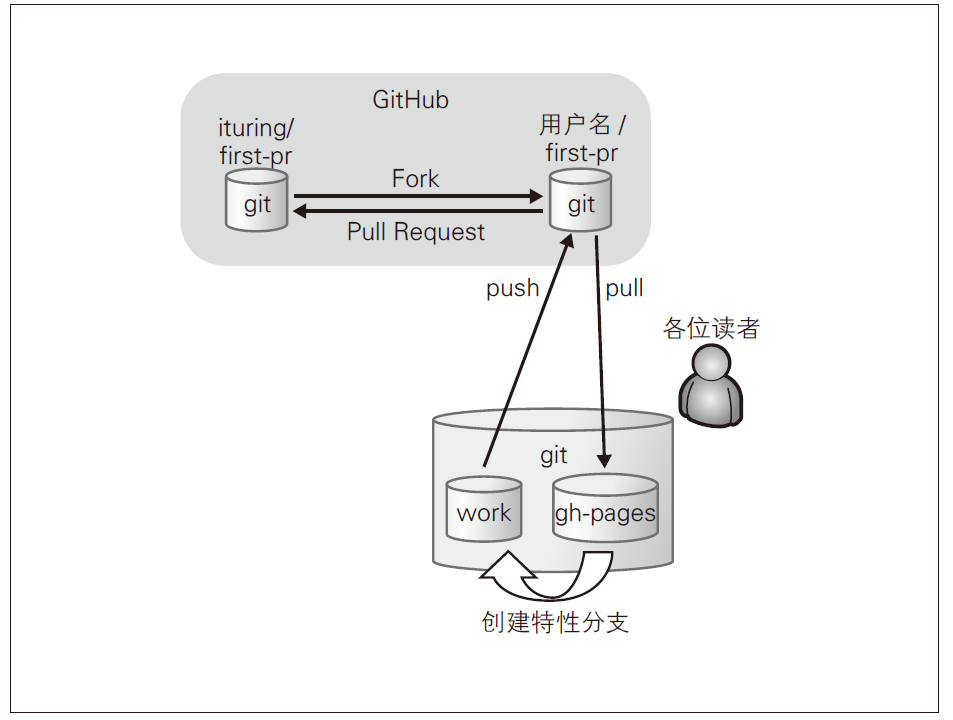 GitHub
ituring/
first-pr
用户名 /
first-pr
git
Fork
git
Pull Request
push
pull
各位读者
git
work
gh-pages
创建特性分支